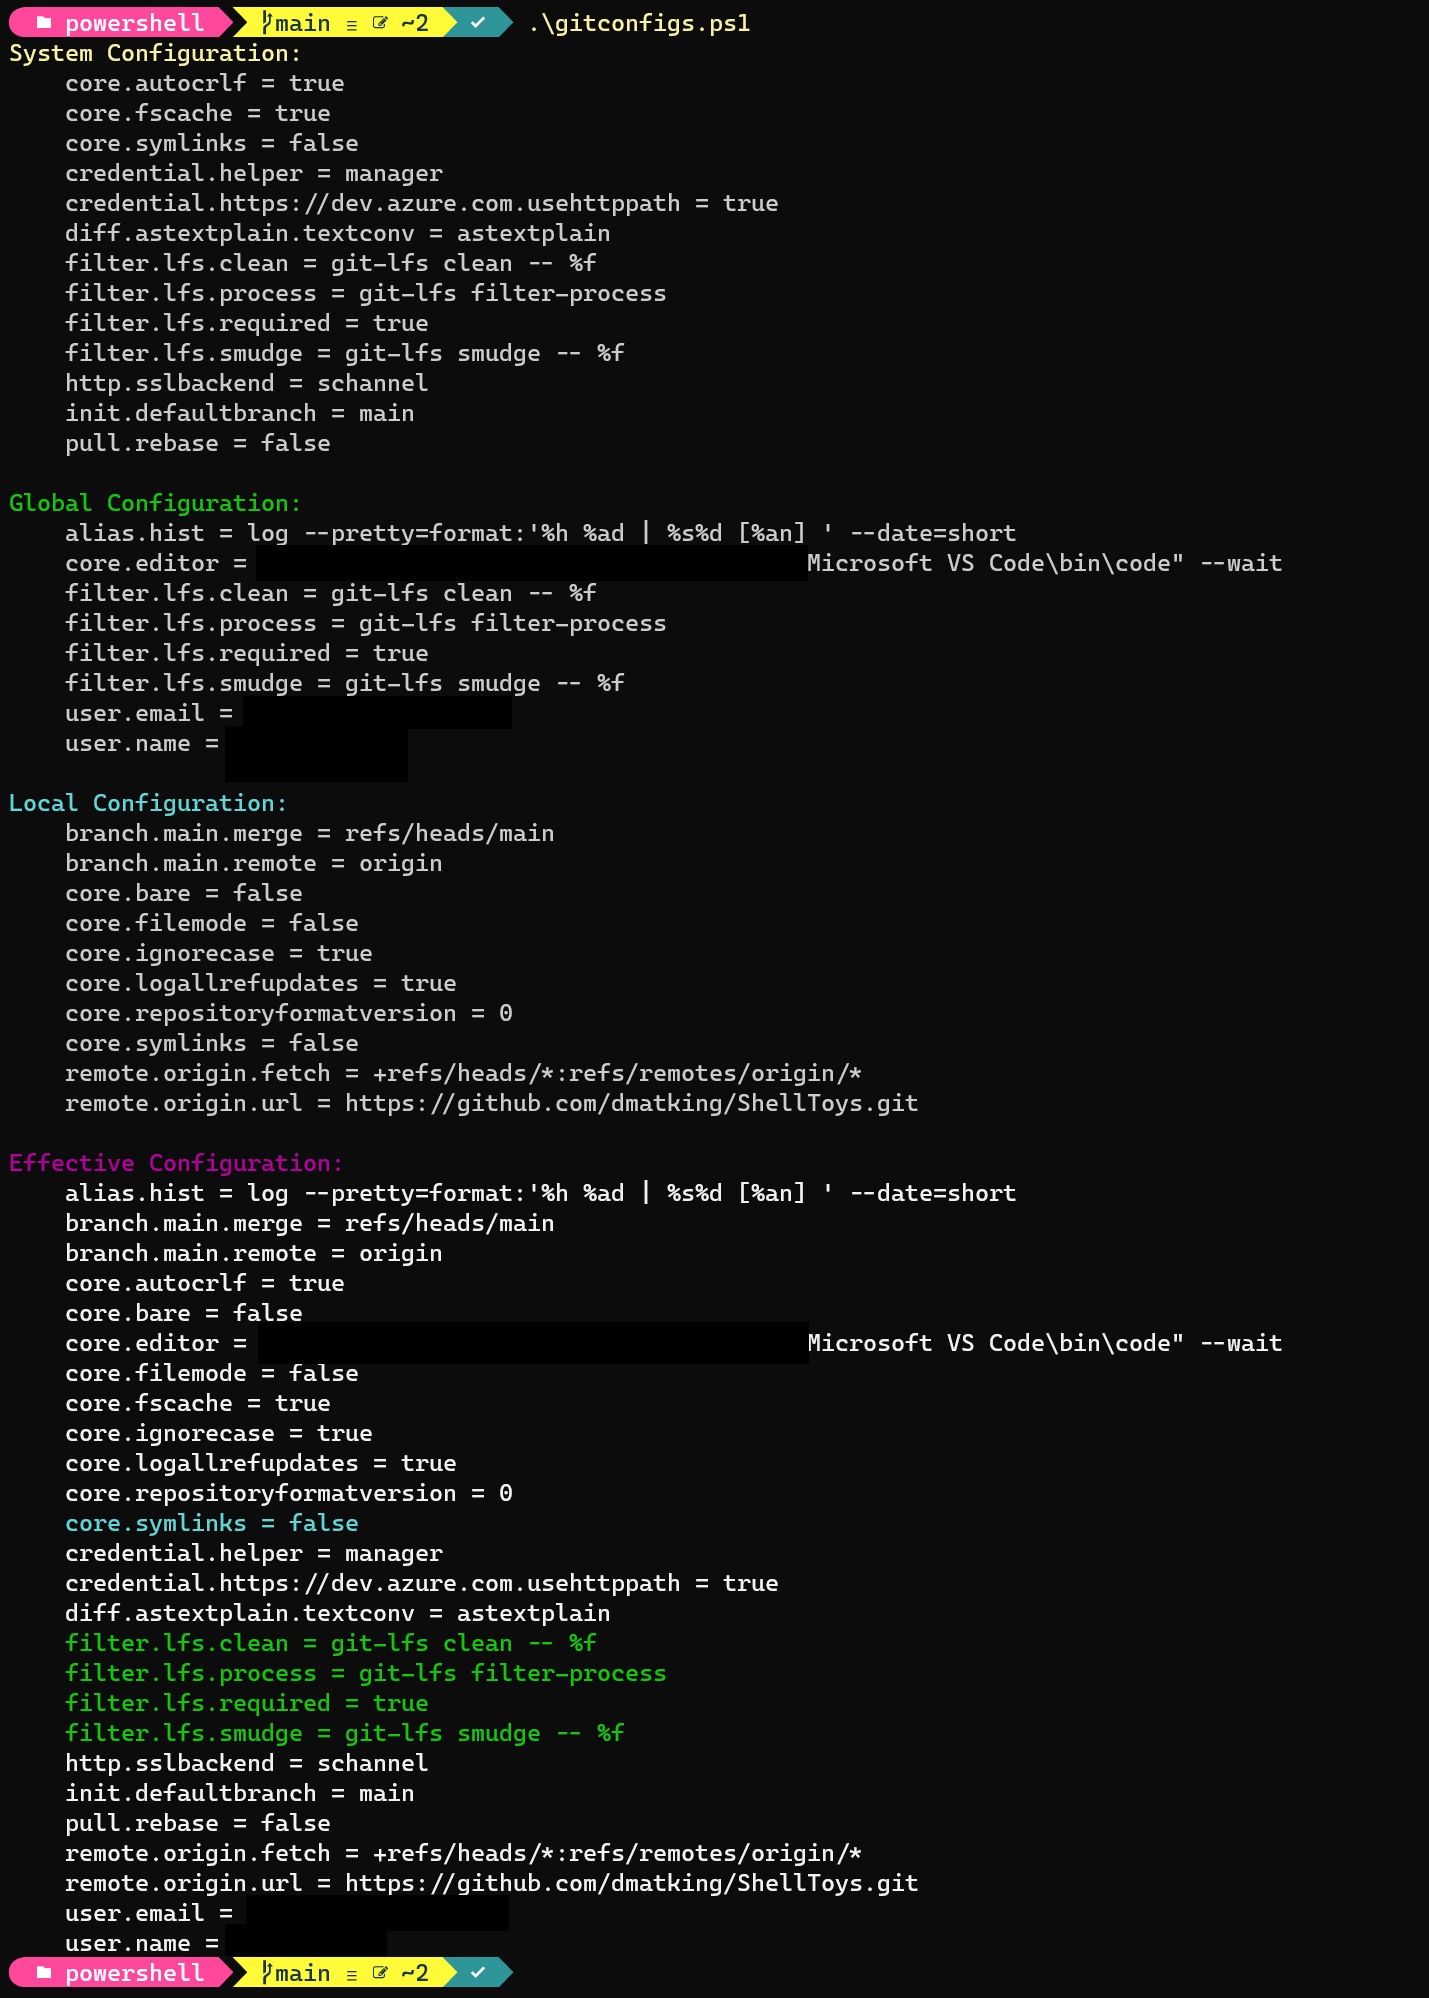 powershell main ≡ ~2 .\gitconfigs.ps1
System Configuration:
    core.autocrlf = true
    core.fscache = true
    core.symlinks = false
    credential.helper = manager
    credential.https://dev.azure.com.usehttppath = true
    diff.astextplain.textconv = astextplain
    filter.lfs.clean = git-lfs clean -- %f
    filter.lfs.process = git-lfs filter-process
    filter.lfs.required = true
    filter.lfs.smudge = git-lfs smudge -- %f
    http.sslbackend = schannel
    init.defaultbranch = main
    pull.rebase = false

Global Configuration:
    alias.hist = log --pretty=format:'%h %ad | %s%d [%an] ' --date=short
    core.editor = Microsoft VS Code\bin\code" --wait
    filter.lfs.clean = git-lfs clean -- %f
    filter.lfs.process = git-lfs filter-process
    filter.lfs.required = true
    filter.lfs.smudge = git-lfs smudge -- %f
    user.email =
    user.name =

Local Configuration:
    branch.main.merge = refs/heads/main
    branch.main.remote = origin
    core.bare = false
    core.filemode = false
    core.ignorecase = true
    core.logallrefupdates = true
    core.repositoryformatversion = 0
    core.symlinks = false
    remote.origin.fetch = +refs/heads/*:refs/remotes/origin/*
    remote.origin.url = https://github.com/dmatking/ShellToys.git

Effective Configuration:
    alias.hist = log --pretty=format:'%h %ad | %s%d [%an] ' --date=short
    branch.main.merge = refs/heads/main
    branch.main.remote = origin
    core.autocrlf = true
    core.bare = false
    core.editor = Microsoft VS Code\bin\code" --wait
    core.filemode = false
    core.fscache = true
    core.ignorecase = true
    core.logallrefupdates = true
    core.repositoryformatversion = 0
    core.symlinks = false
    credential.helper = manager
    credential.https://dev.azure.com.usehttppath = true
    diff.astextplain.textconv = astextplain
    filter.lfs.clean = git-lfs clean -- %f
    filter.lfs.process = git-lfs filter-process
    filter.lfs.required = true
    filter.lfs.smudge = git-lfs smudge -- %f
    http.sslbackend = schannel
    init.defaultbranch = main
    pull.rebase = false
    remote.origin.fetch = +refs/heads/*:refs/remotes/origin/*
    remote.origin.url = https://github.com/dmatking/ShellToys.git
    user.email =
    user.name =
powershell main ≡ ~2